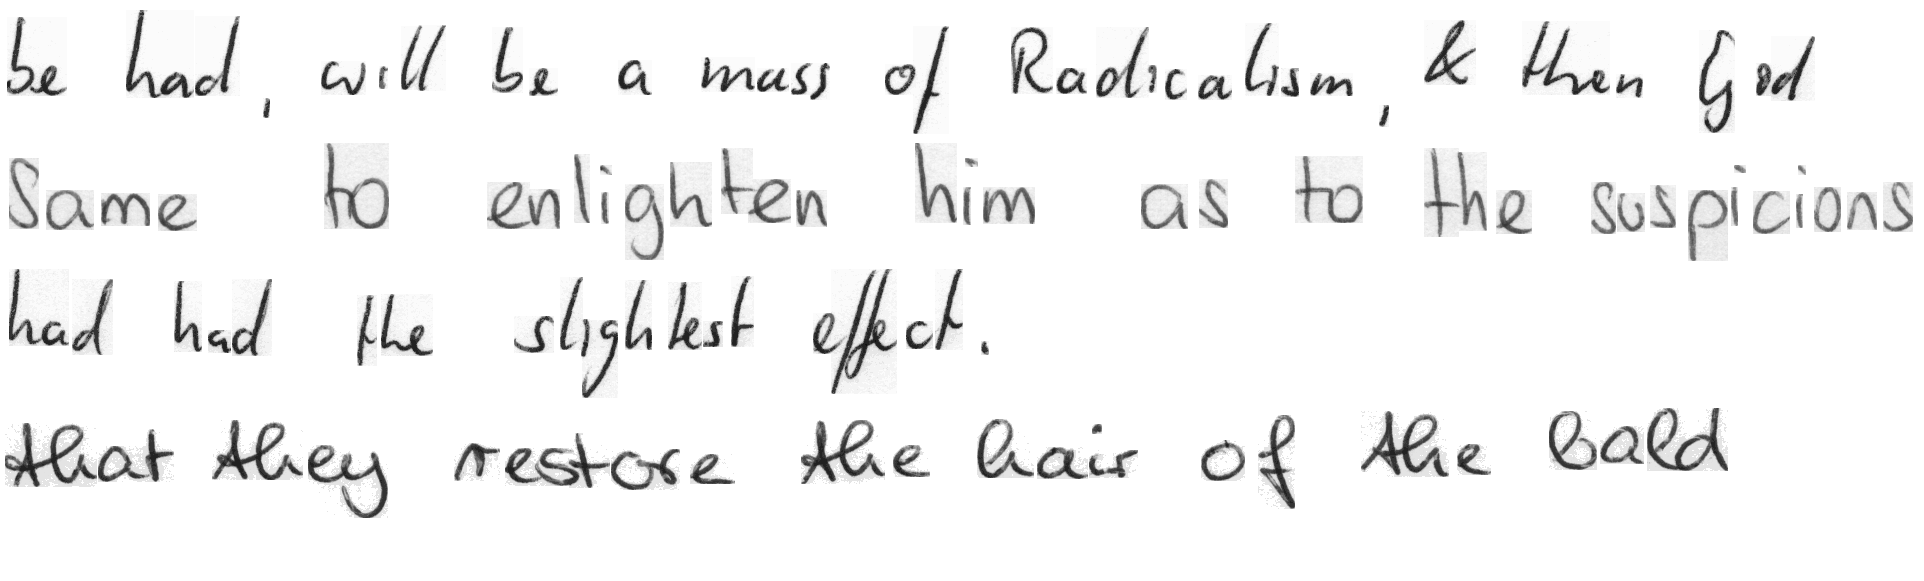 be had, will be a mass of Radicalism, & then God
Same to enlighten him as to the suspicions
had had the slightest effect.
that they restore the hair of the bald